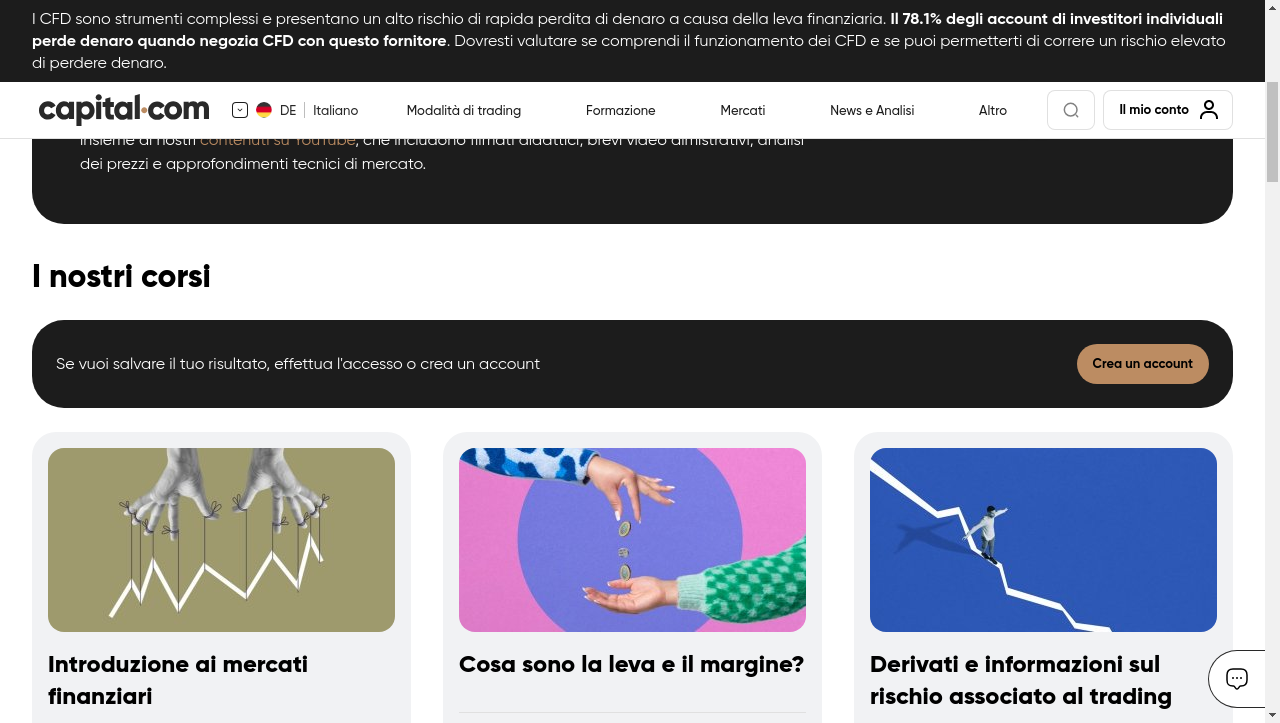 I CFD sono strumenti complessi e presentano un alto rischio di rapida perdita di denaro a causa della leva finanziaria. Il 78.1% degli account di investitori individuali
perde denaro quando negozia CFD con questo fornitore. Dovresti valutare se comprendi il funzionamento dei CFD e se puoi permetterti di correre un rischio elevato
di perdere denaro.
capital.com DE Italiano Modalità di trading Formazione Mercati News e Analisi Altro Il mio conto
insieme ai nostri contenuti su YouTube, che includono filmati didattici, brevi video dimistrativi, analisi
dei prezzi e approfondimenti tecnici di mercato.
I nostri corsi
Se vuoi salvare il tuo risultato, effettua l'accesso o crea un account
Crea un account
Introduzione ai mercati
finanziari
Cosa sono la leva e il margine?
Derivati e informazioni sul
rischio associato al trading